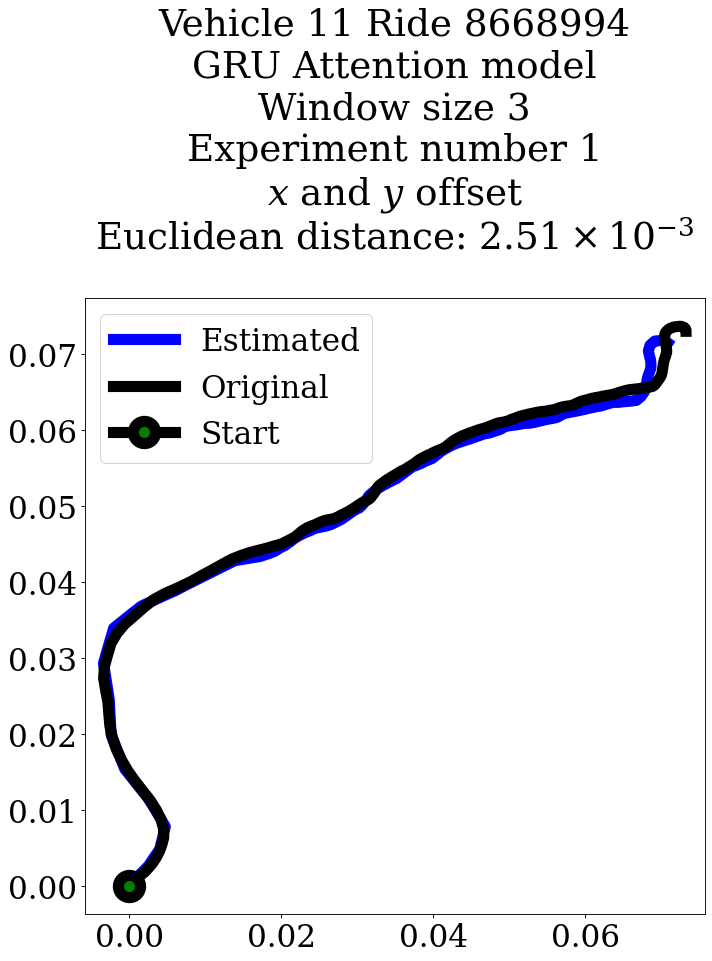 Vehicle 11 Ride 8668994
GRU Attention model
Window size 3
Experiment number 1
x and y offset
Euclidean distance: 2.51 × 10⁻³
Estimated
Original
Start
0.07
0.06
0.05
0.04
0.03
0.02
0.01
0.00
0.00 0.02 0.04 0.06